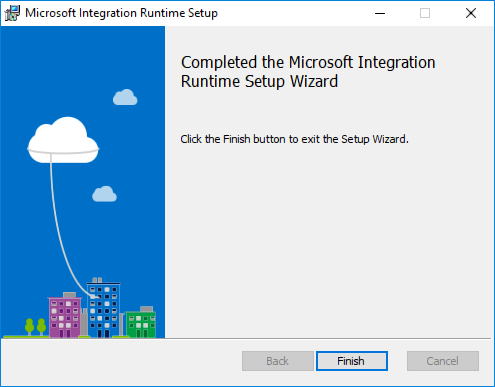 Microsoft Integration Runtime Setup
Completed the Microsoft Integration
Runtime Setup Wizard
Click the Finish button to exit the Setup Wizard.
Back
Finish
Cancel